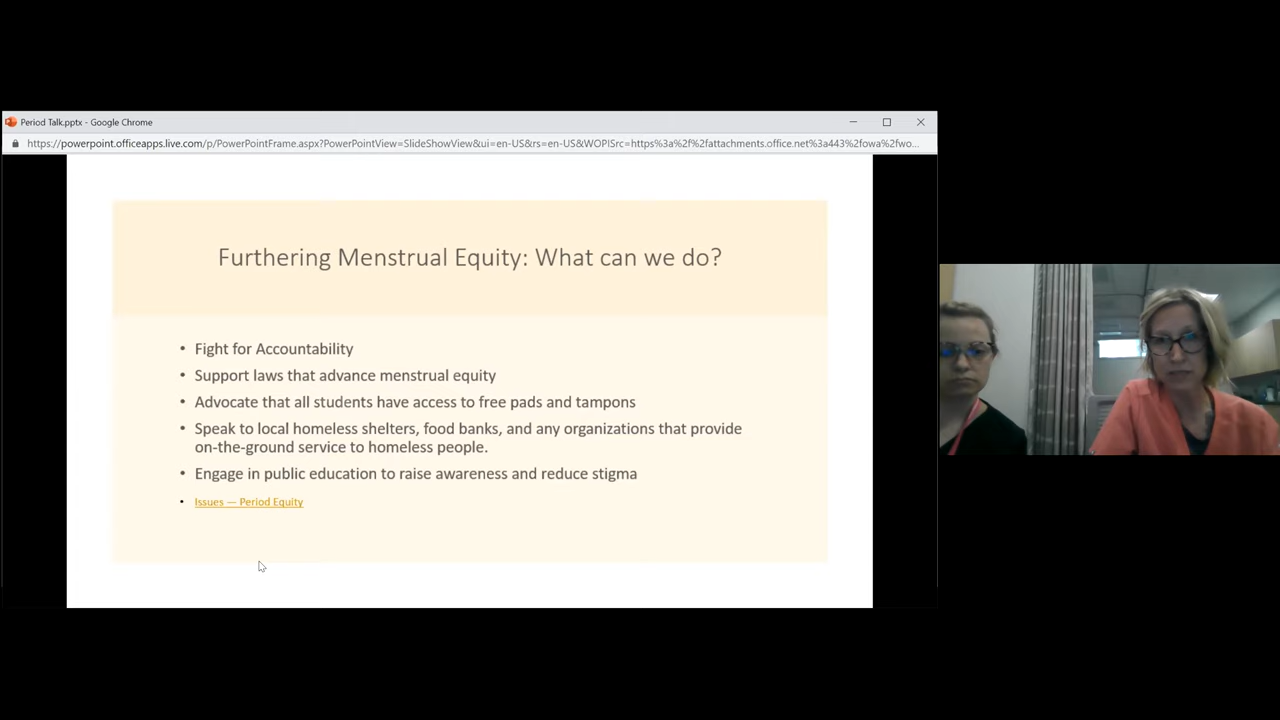 Period Talk.pptx - Google Chrome
https://powerpoint.officeapps.live.com/p/PowerPointFrame.aspx?PowerPointView=SlideShowView&ui=en-US&rs=en-US&WOPISrc=https%3a%2f%2fattachments.office.net%3a443%2fowa%2fwo...
Furthering Menstrual Equity: What can we do?
• Fight for Accountability
• Support laws that advance menstrual equity
• Advocate that all students have access to free pads and tampons
• Speak to local homeless shelters, food banks, and any organizations that provide
on-the-ground service to homeless people.
• Engage in public education to raise awareness and reduce stigma
• Issues — Period Equity